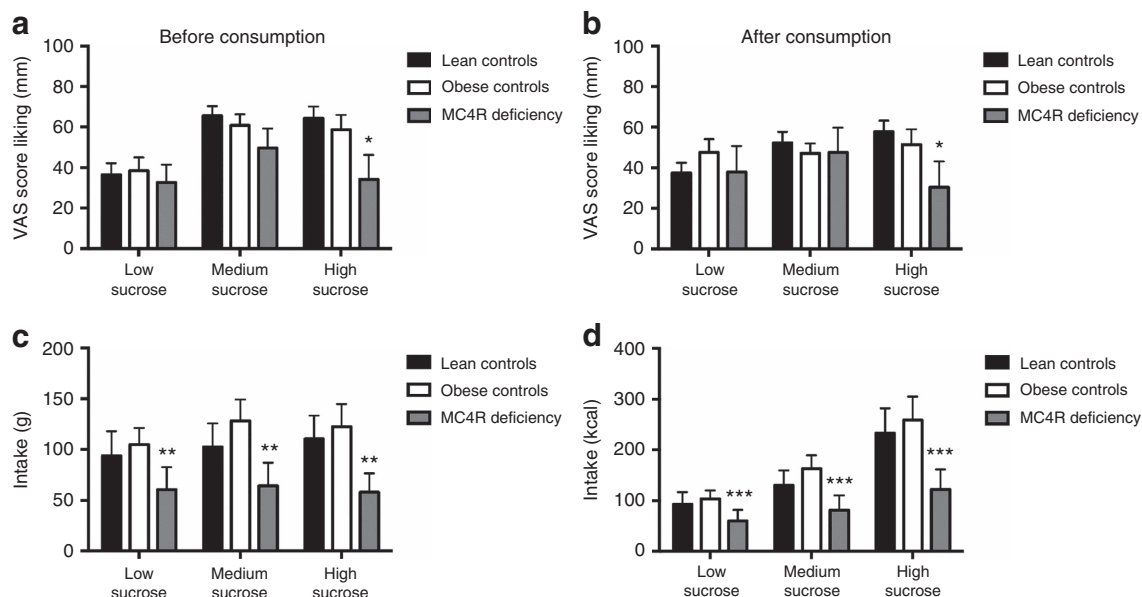 a
Before consumption
VAS score liking (mm)
100
80
60
40
20
0
*
Low
sucrose
Medium
sucrose
High
sucrose
Lean controls
Obese controls
MC4R deficiency
b
After consumption
VAS score liking (mm)
100
80
60
40
20
0
*
Low
sucrose
Medium
sucrose
High
sucrose
Lean controls
Obese controls
MC4R deficiency
c
Intake (g)
200
150
100
50
0
**
**
**
Low
sucrose
Medium
sucrose
High
sucrose
Lean controls
Obese controls
MC4R deficiency
d
Intake (kcal)
400
300
200
100
0
***
***
***
Low
sucrose
Medium
sucrose
High
sucrose
Lean controls
Obese controls
MC4R deficiency